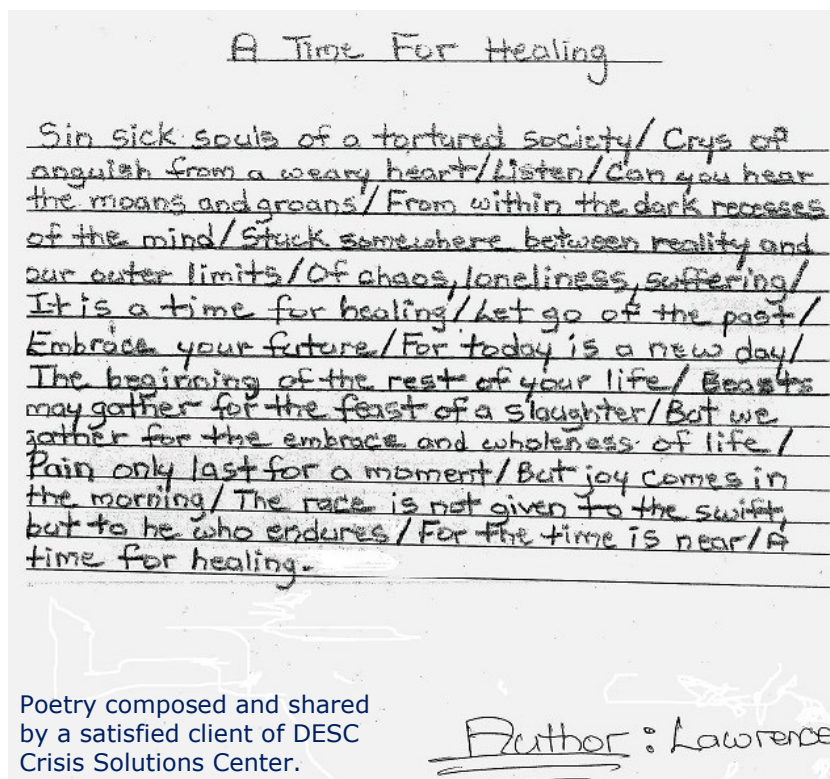 A Time For Healing
Sin sick souls of a tortured society/ Crys of
anguish from a weary heart/Listen/Can you hear
the moans and groans/From within the dark recesses
of the mind/Stuck somewhere between reality and
our outer limits/Of chaos, loneliness, suffering/
It is a time for healing/Let go of the past/
Embrace your future/For today is a new day/
The beginning of the rest of your life/ Beasts
may gather for the feast of a slaughter/But we
gather for the embrace and wholeness of life/
Pain only last for a moment/But joy comes in
the morning/The race is not given to the swift,
but to he who endures/For the time is near/A
time for healing.
Poetry composed and shared
by a satisfied client of DESC
Crisis Solutions Center.
Author: Lawrence